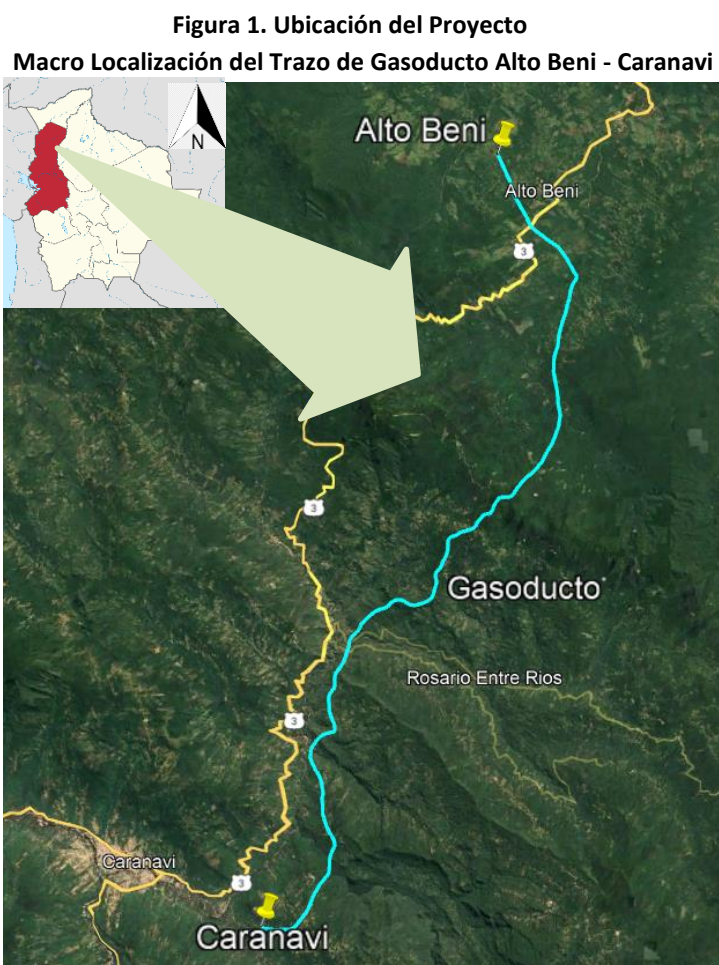 Figura 1. Ubicación del Proyecto
Macro Localización del Trazo de Gasoducto Alto Beni - Caranavi
N
Alto Beni
Alto Beni
3
3
Gasoducto
Rosario Entre Rios
3
Caranavi
3
Caranavi